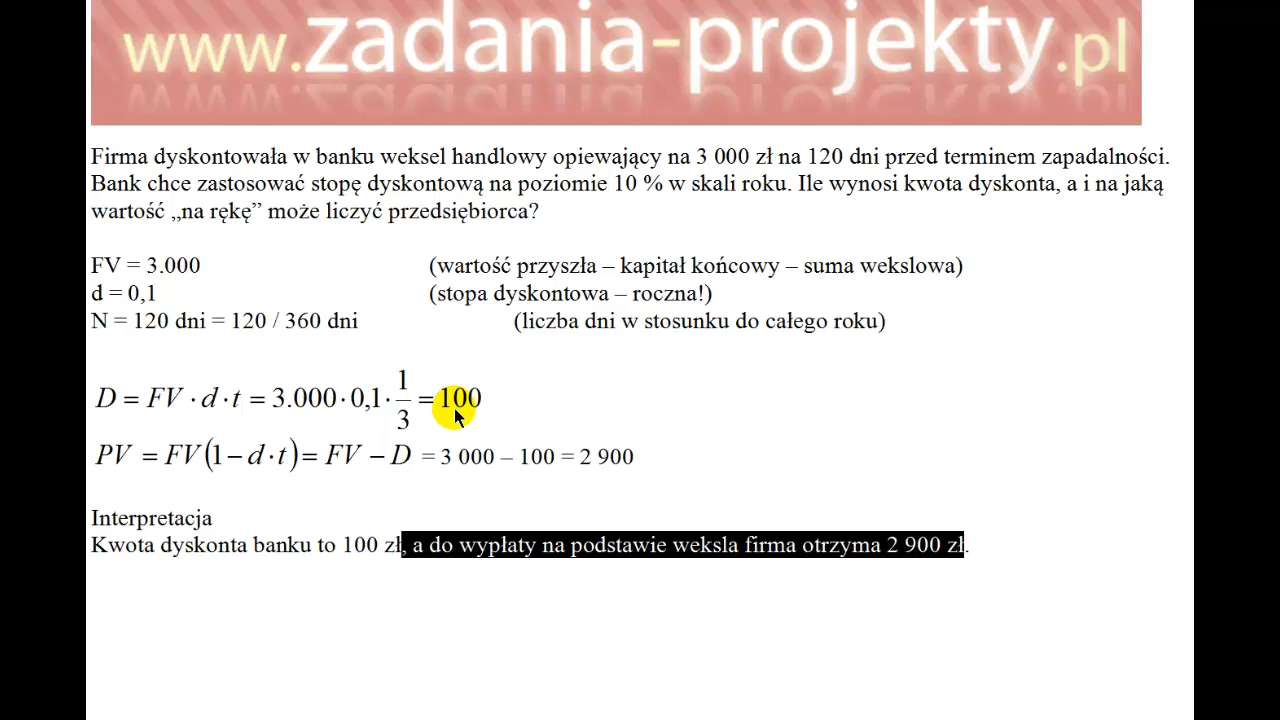 www.zadania-projekty.pl
Firma dyskontowała w banku weksel handlowy opiewający na 3 000 zł na 120 dni przed terminem zapadalności.
Bank chce zastosować stopę dyskontową na poziomie 10 % w skali roku. Ile wynosi kwota dyskonta, a i na jaką
wartość „na rękę” może liczyć przedsiębiorca?
FV = 3.000 (wartość przyszła – kapitał końcowy – suma wekslowa)
d = 0,1 (stopa dyskontowa – roczna!)
N = 120 dni = 120 / 360 dni (liczba dni w stosunku do całego roku)
D = FV · d · t = 3.000 · 0,1 · 1/3 = 100
PV = FV(1 − d · t) = FV − D = 3 000 – 100 = 2 900
Interpretacja
Kwota dyskonta banku to 100 zł, a do wypłaty na podstawie weksla firma otrzyma 2 900 zł.